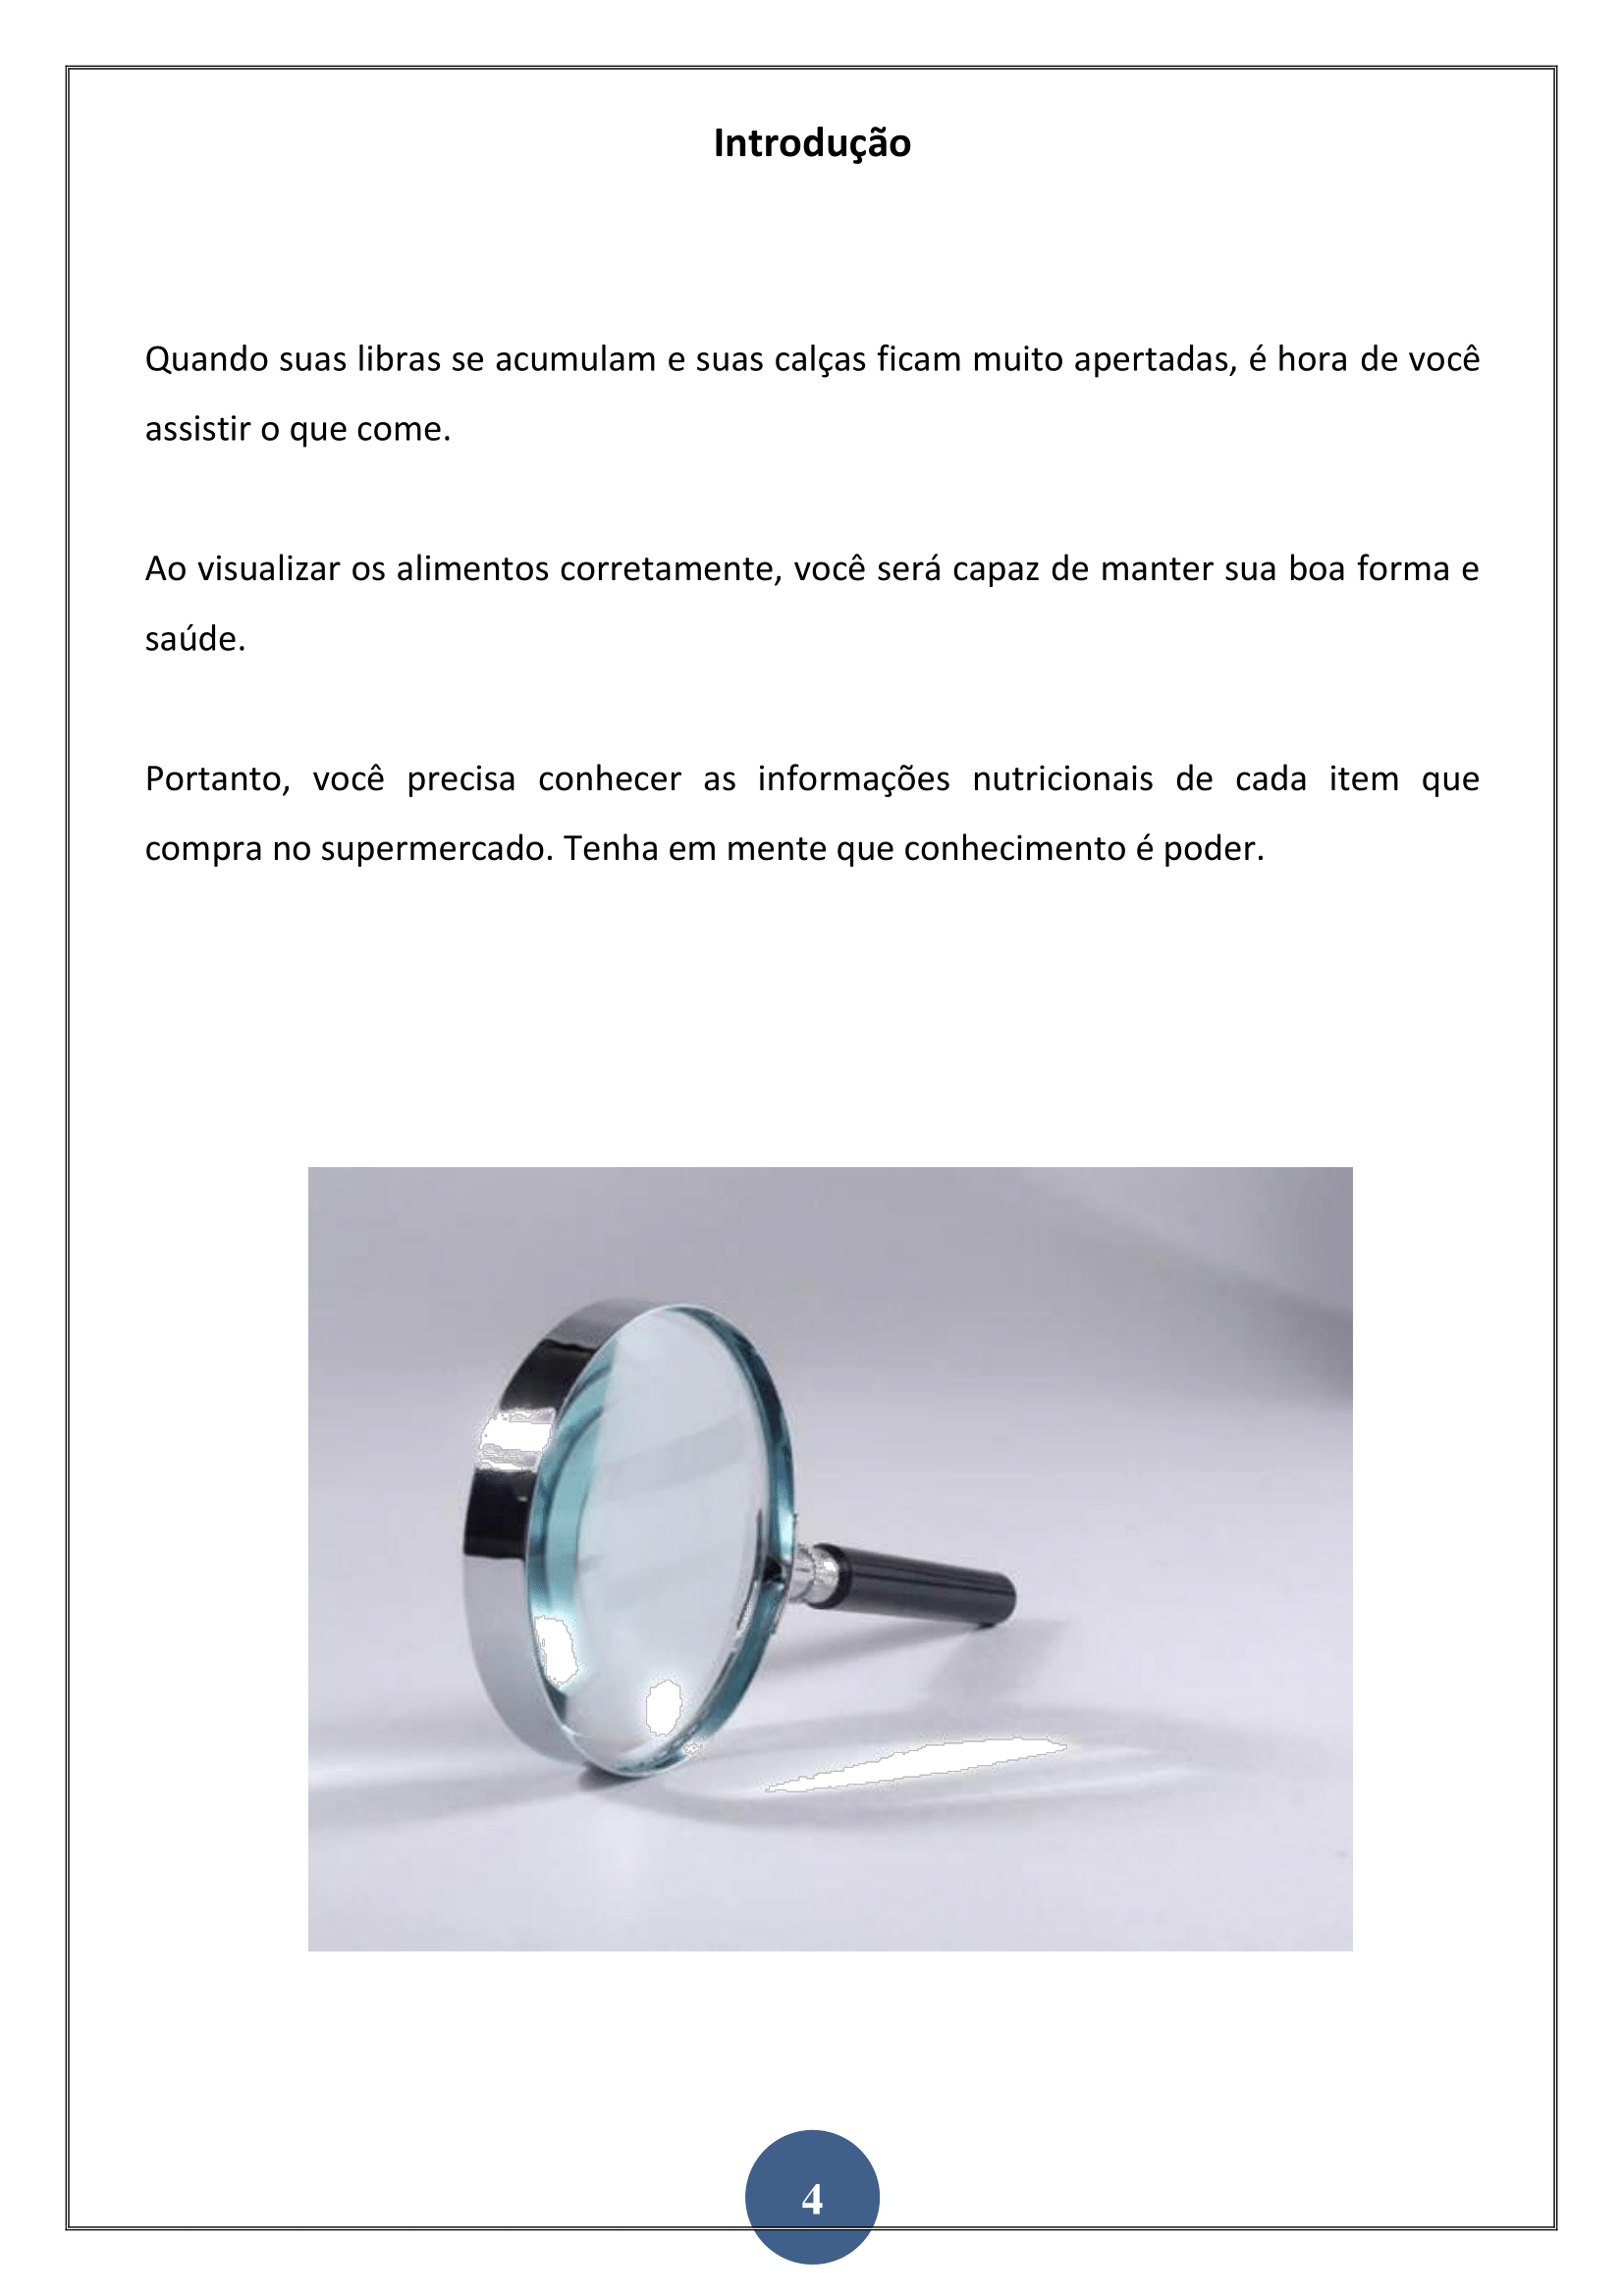 Introdução
Quando suas libras se acumulam e suas calças ficam muito apertadas, é hora de você
assistir o que come.
Ao visualizar os alimentos corretamente, você será capaz de manter sua boa forma e
saúde.
Portanto, você precisa conhecer as informações nutricionais de cada item que
compra no supermercado. Tenha em mente que conhecimento é poder.
4